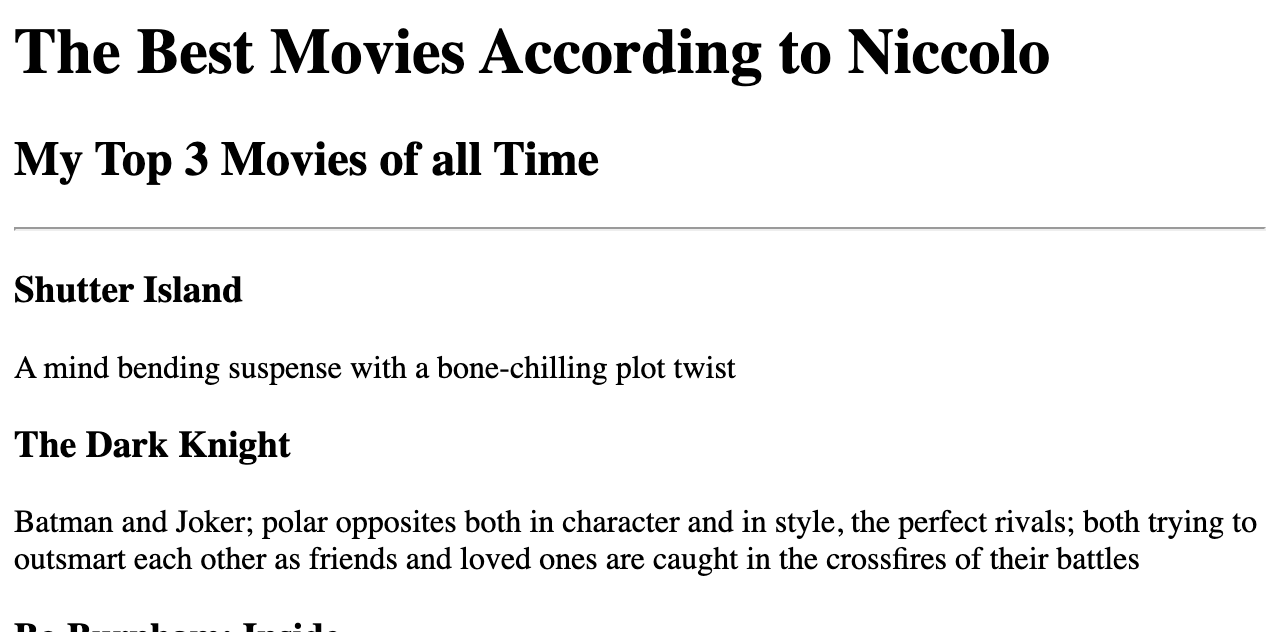 The Best Movies According to Niccolo
My Top 3 Movies of all Time
Shutter Island
A mind bending suspense with a bone-chilling plot twist
The Dark Knight
Batman and Joker; polar opposites both in character and in style, the perfect rivals; both trying to
outsmart each other as friends and loved ones are caught in the crossfires of their battles
Bo Burnham: Inside